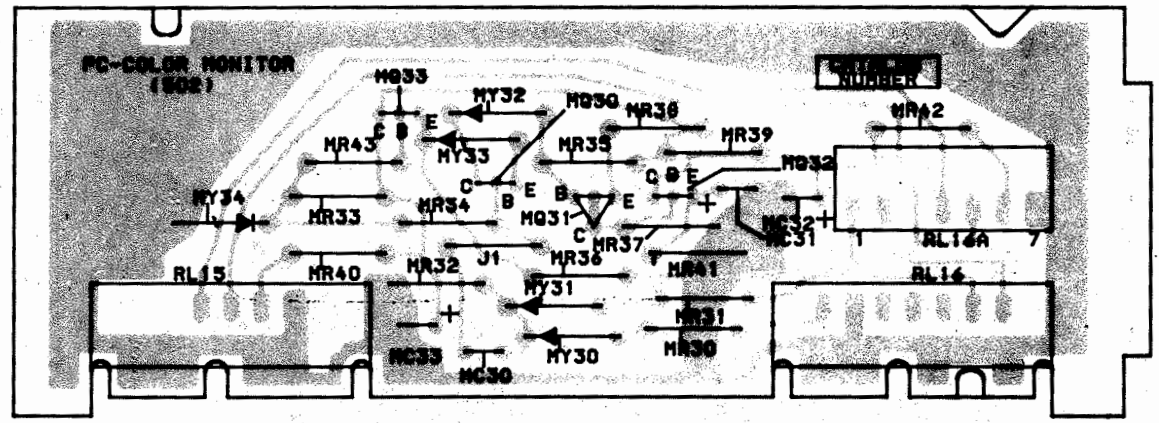 PC-COLOR MONITOR
(502)
CATALOG
NUMBER
MQ33
MY32
MQ30
MR38
MR42
C B E
MR43
MY33
MR35
MR39
C B E
MQ32
MY34
C
B
E
B
E
MR33
MR34
MQ31
C
+
MC32
MC31
+
1
RL16A
7
MR37
RL15
MR40
MR32
J1
MR36
MR41
RL16
MY31
+
MR31
MC33
MC30
MY30
MR30